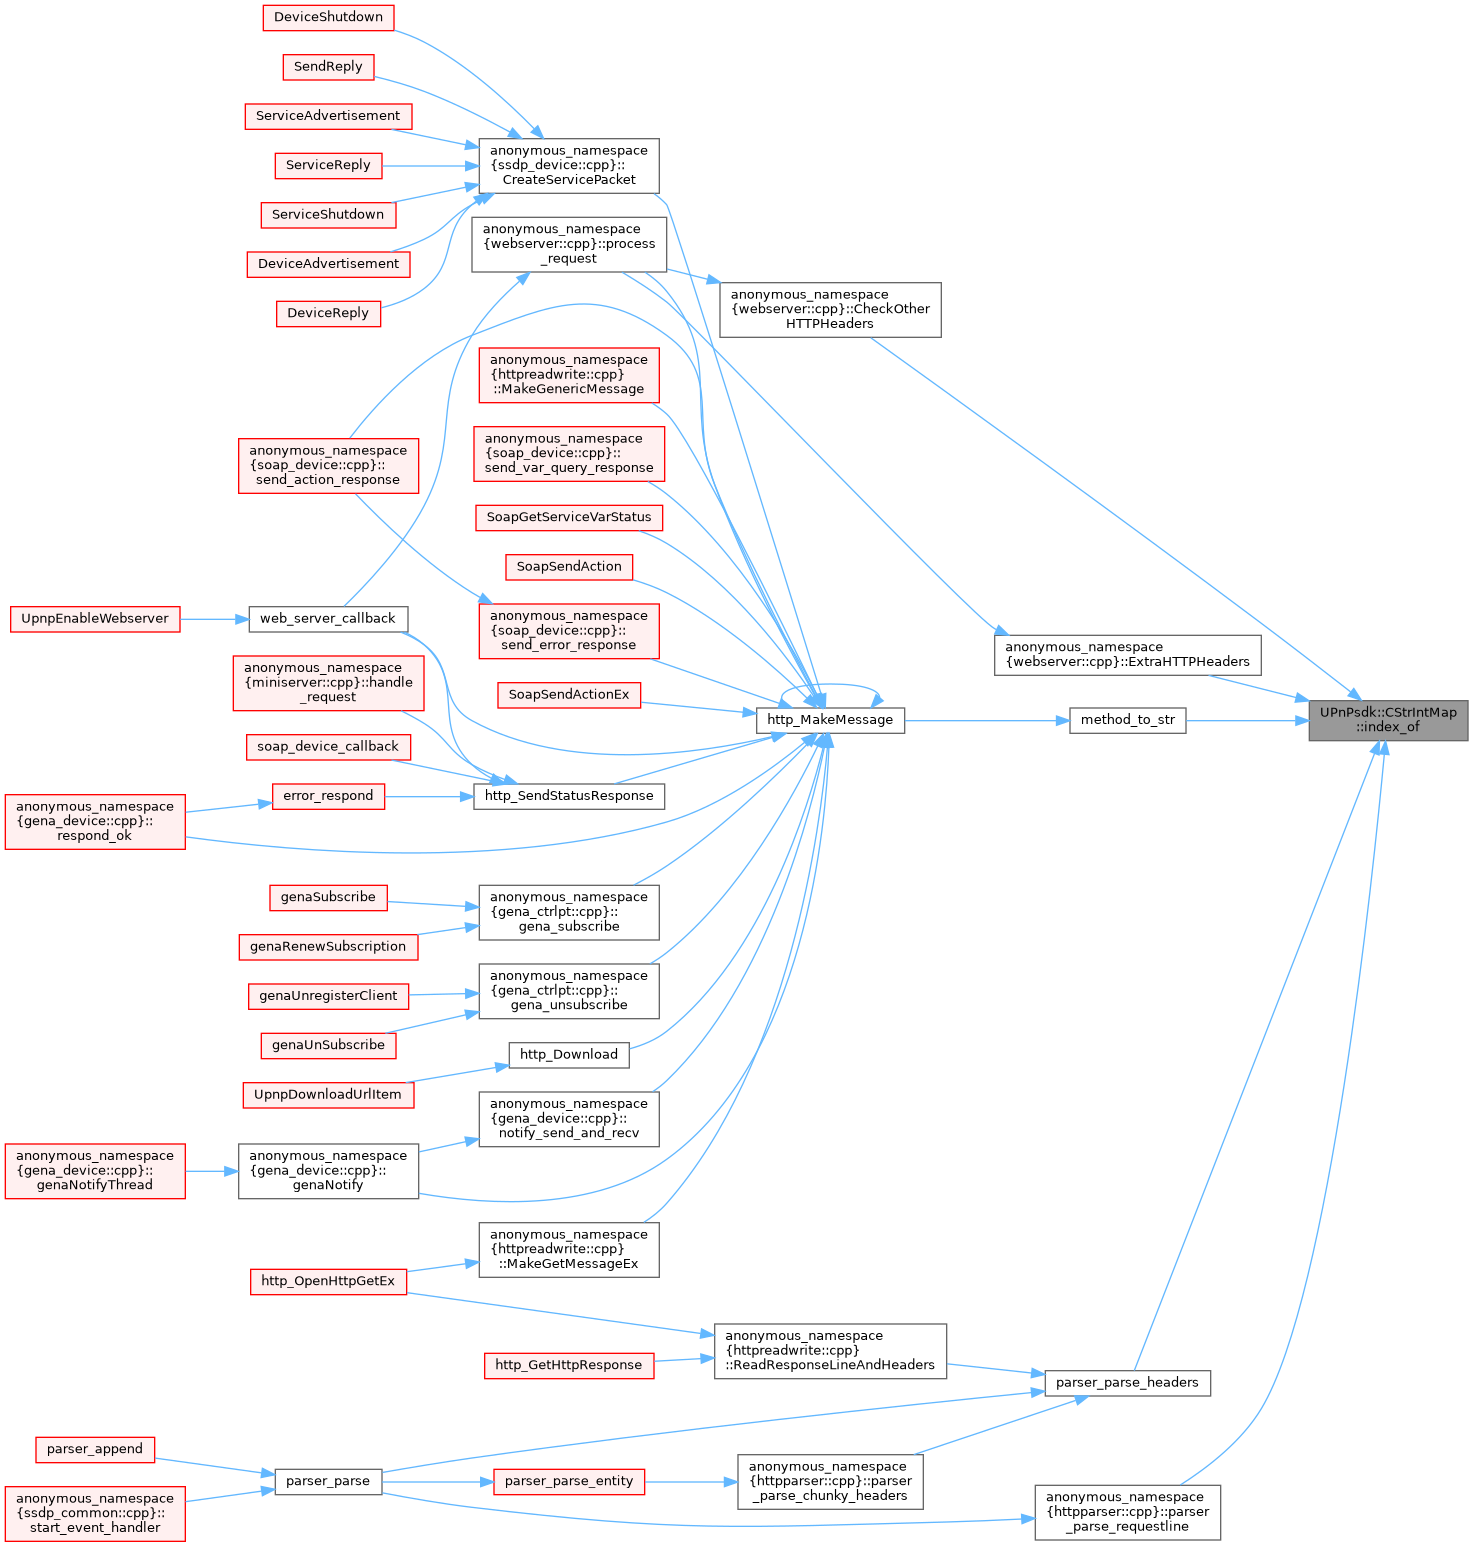 DeviceShutdown
SendReply
ServiceAdvertisement
ServiceReply
ServiceShutdown
DeviceAdvertisement
DeviceReply
anonymous_namespace
{ssdp_device::cpp}::
CreateServicePacket
anonymous_namespace
{webserver::cpp}::process
_request
anonymous_namespace
{webserver::cpp}::CheckOther
HTTPHeaders
anonymous_namespace
{httpreadwrite::cpp}
::MakeGenericMessage
anonymous_namespace
{soap_device::cpp}::
send_var_query_response
anonymous_namespace
{soap_device::cpp}::
send_action_response
SoapGetServiceVarStatus
SoapSendAction
UpnpEnableWebserver
web_server_callback
anonymous_namespace
{soap_device::cpp}::
send_error_response
anonymous_namespace
{webserver::cpp}::ExtraHTTPHeaders
anonymous_namespace
{miniserver::cpp}::handle
_request
SoapSendActionEx
http_MakeMessage
method_to_str
UPnPsdk::CStrIntMap
::index_of
soap_device_callback
error_respond
http_SendStatusResponse
anonymous_namespace
{gena_device::cpp}::
respond_ok
genaSubscribe
genaRenewSubscription
anonymous_namespace
{gena_ctrlpt::cpp}::
gena_subscribe
genaUnregisterClient
genaUnSubscribe
anonymous_namespace
{gena_ctrlpt::cpp}::
gena_unsubscribe
http_Download
UpnpDownloadUrlItem
anonymous_namespace
{gena_device::cpp}::
notify_send_and_recv
anonymous_namespace
{gena_device::cpp}::
genaNotifyThread
anonymous_namespace
{gena_device::cpp}::
genaNotify
anonymous_namespace
{httpreadwrite::cpp}
::MakeGetMessageEx
http_OpenHttpGetEx
http_GetHttpResponse
anonymous_namespace
{httpreadwrite::cpp}
::ReadResponseLineAndHeaders
parser_parse_headers
parser_append
parser_parse
parser_parse_entity
anonymous_namespace
{httpparser::cpp}::parser
_parse_chunky_headers
anonymous_namespace
{ssdp_common::cpp}::
start_event_handler
anonymous_namespace
{httpparser::cpp}::parser
_parse_requestline